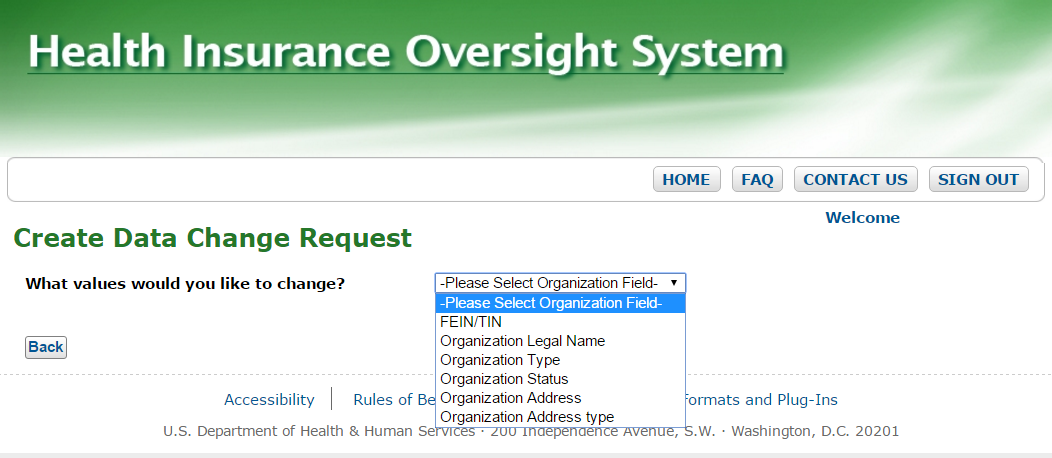 Health Insurance Oversight System
HOME FAQ CONTACT US SIGN OUT
Welcome
Create Data Change Request
What values would you like to change? -Please Select Organization Field-
-Please Select Organization Field-
FEIN/TIN
Organization Legal Name
Organization Type
Organization Status
Organization Address
Organization Address type
Back
Accessibility Rules of formats and Plug-Ins
U.S. Department of Health & Human Services · 200 Independence Avenue, S.W. · Washington, D.C. 20201